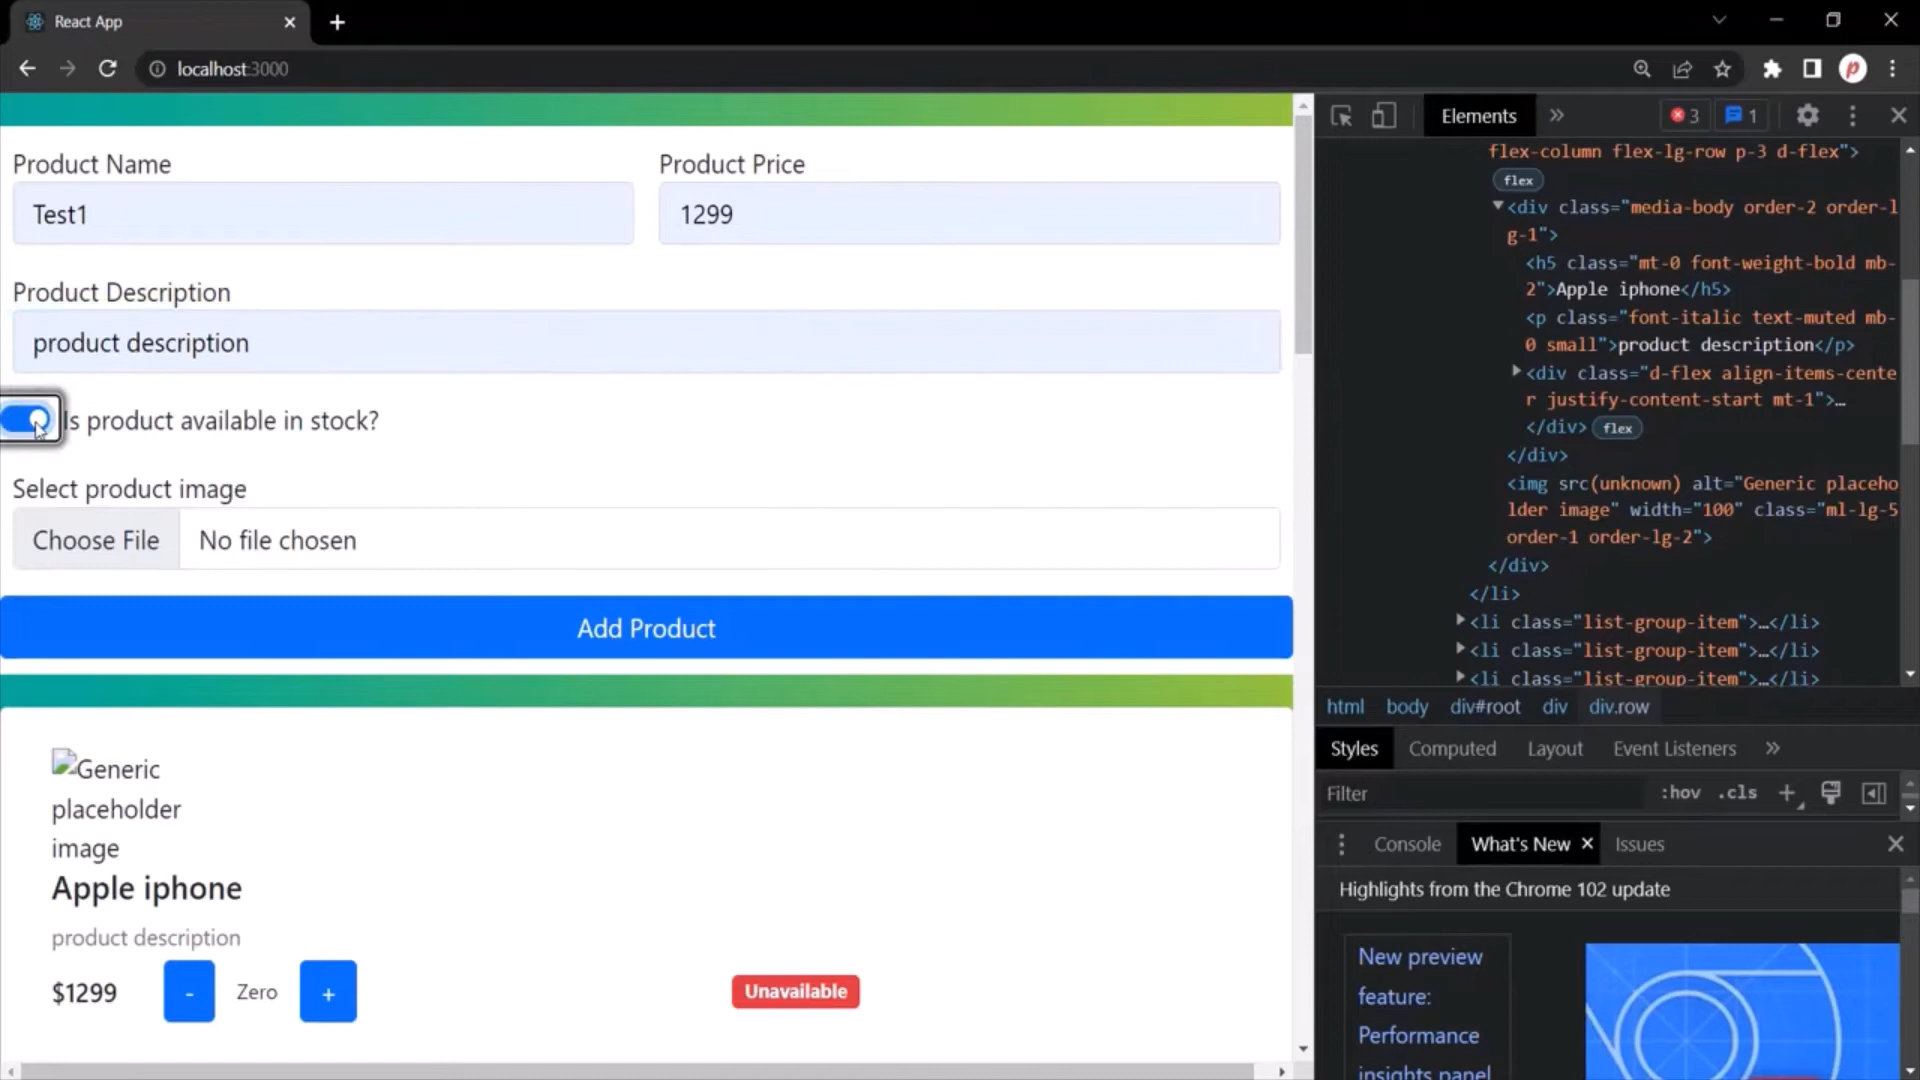 React App
localhost:3000
Product Name
Product Price
Test1
1299
Product Description
product description
Is product available in stock?
Select product image
Choose File
No file chosen
Add Product
Generic
placeholder
image
Apple iphone
product description
$1299
-
Zero
+
Unavailable
Elements
3
1
flex-column flex-lg-row p-3 d-flex">
flex
<div class="media-body order-2 order-l
g-1">
<h5 class="mt-0 font-weight-bold mb-
2">Apple iphone</h5>
<p class="font-italic text-muted mb-
0 small">product description</p>
<div class="d-flex align-items-cente
r justify-content-start mt-1">…
</div> flex
</div>
<img src(unknown) alt="Generic placeho
lder image" width="100" class="ml-lg-5
order-1 order-lg-2">
</div>
</li>
<li class="list-group-item">…</li>
<li class="list-group-item">…</li>
<li class="list-group-item">…</li>
html body div#root div div.row
Styles Computed Layout Event Listeners
Filter
:hov .cls
Console What's New Issues
Highlights from the Chrome 102 update
New preview
feature:
Performance
insights panel